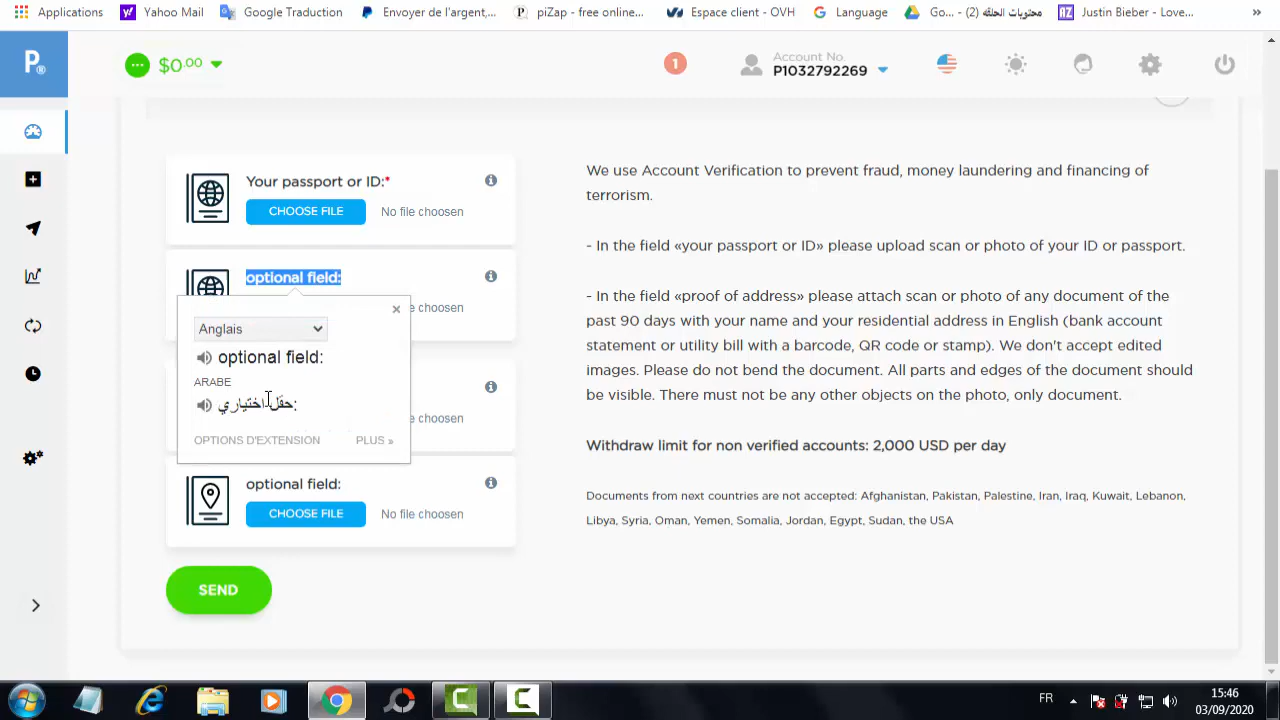 Applications
Yahoo Mail
Google Traduction
Envoyer de l'argent,...
piZap - free online...
Espace client - OVH
Language
محتويات الحلقة (2) - Go...
Justin Bieber - Love...
»
P
$0.00
1
Account No.
P1032792269
Your passport or ID:*
CHOOSE FILE
No file choosen
optional field:
e choosen
Anglais
optional field:
ARABE
حقل اختياري:
OPTIONS D'EXTENSION
PLUS »
e choosen
optional field:
CHOOSE FILE
No file choosen
SEND
We use Account Verification to prevent fraud, money laundering and financing of
terrorism.
- In the field «your passport or ID» please upload scan or photo of your ID or passport.
- In the field «proof of address» please attach scan or photo of any document of the
past 90 days with your name and your residential address in English (bank account
statement or utility bill with a barcode, QR code or stamp). We don't accept edited
images. Please do not bend the document. All parts and edges of the document should
be visible. There must not be any other objects on the photo, only document.
Withdraw limit for non verified accounts: 2,000 USD per day
Documents from next countries are not accepted: Afghanistan, Pakistan, Palestine, Iran, Iraq, Kuwait, Lebanon,
Libya, Syria, Oman, Yemen, Somalia, Jordan, Egypt, Sudan, the USA
FR
15:46
03/09/2020